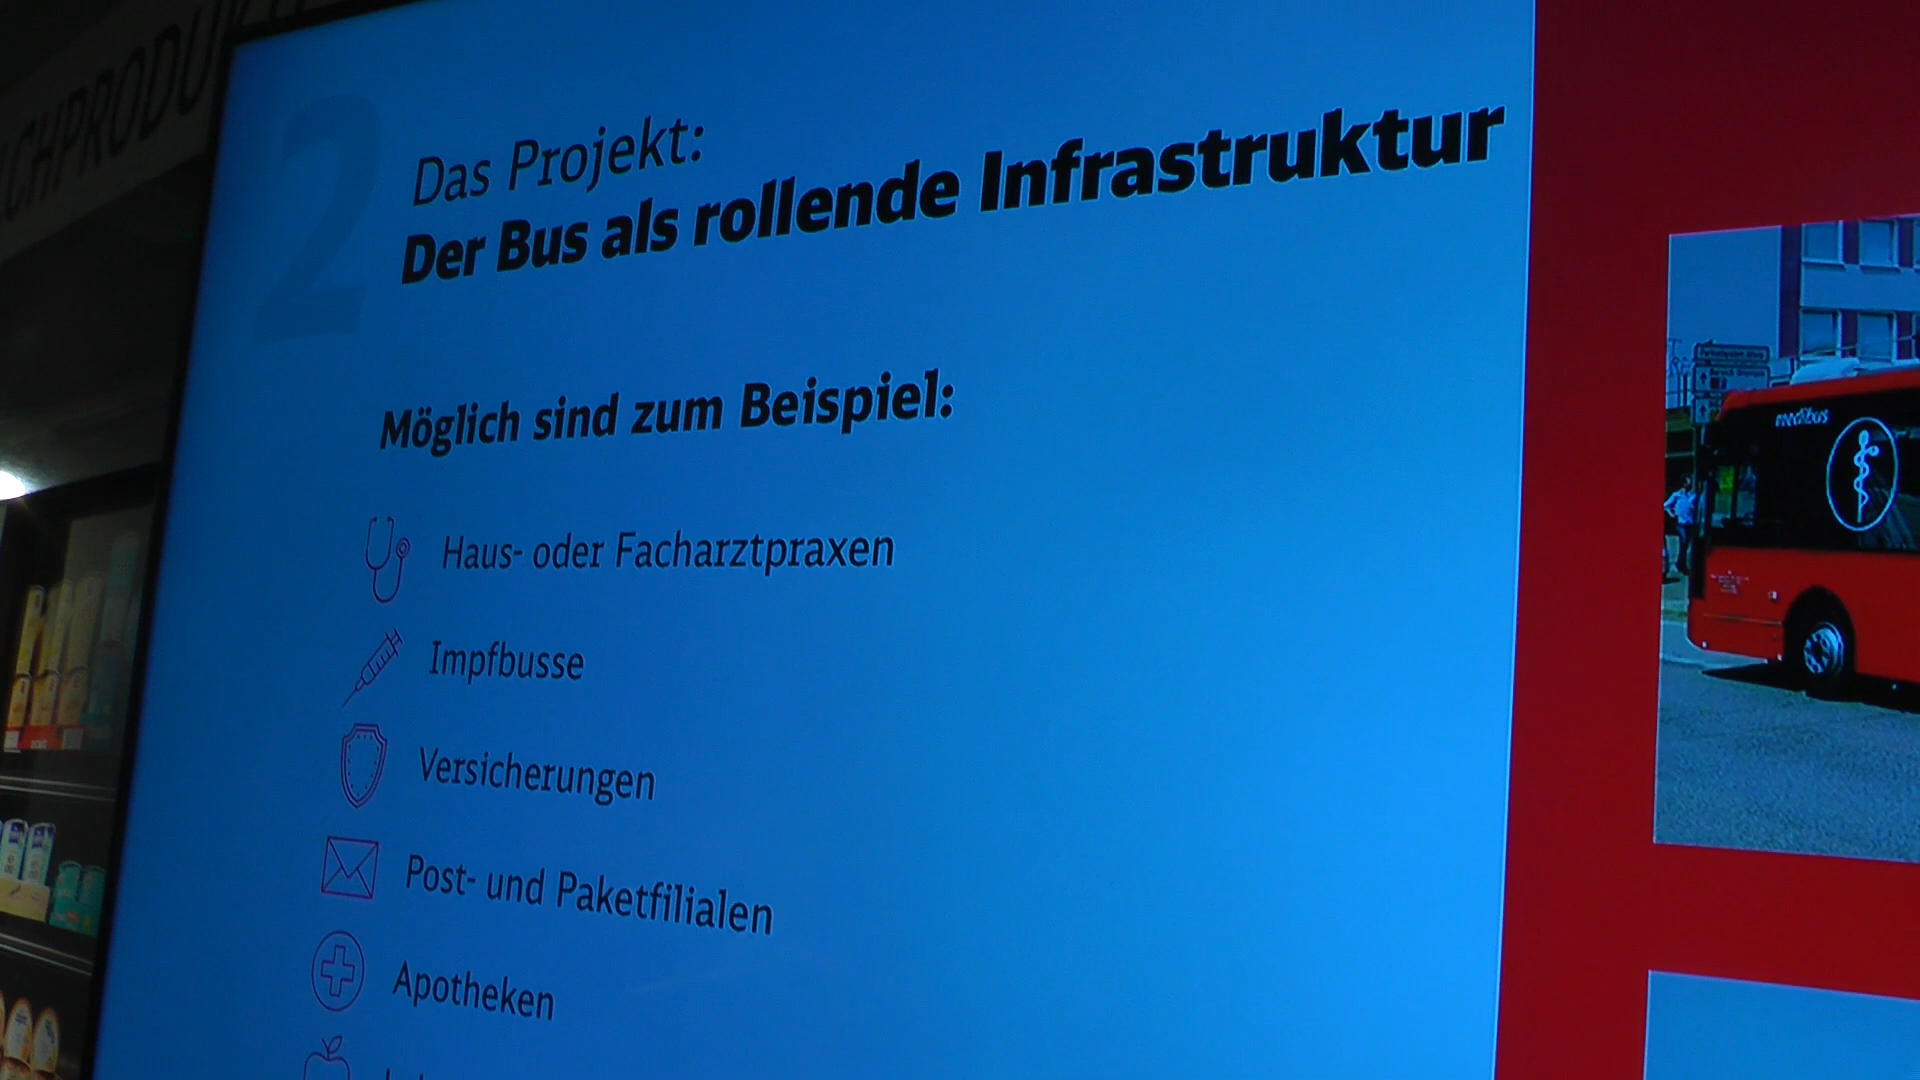 2
Das Projekt:
Der Bus als rollende Infrastruktur
Möglich sind zum Beispiel:
Haus- oder Facharztpraxen
Impfbusse
Versicherungen
Post- und Paketfilialen
Apotheken
medibus